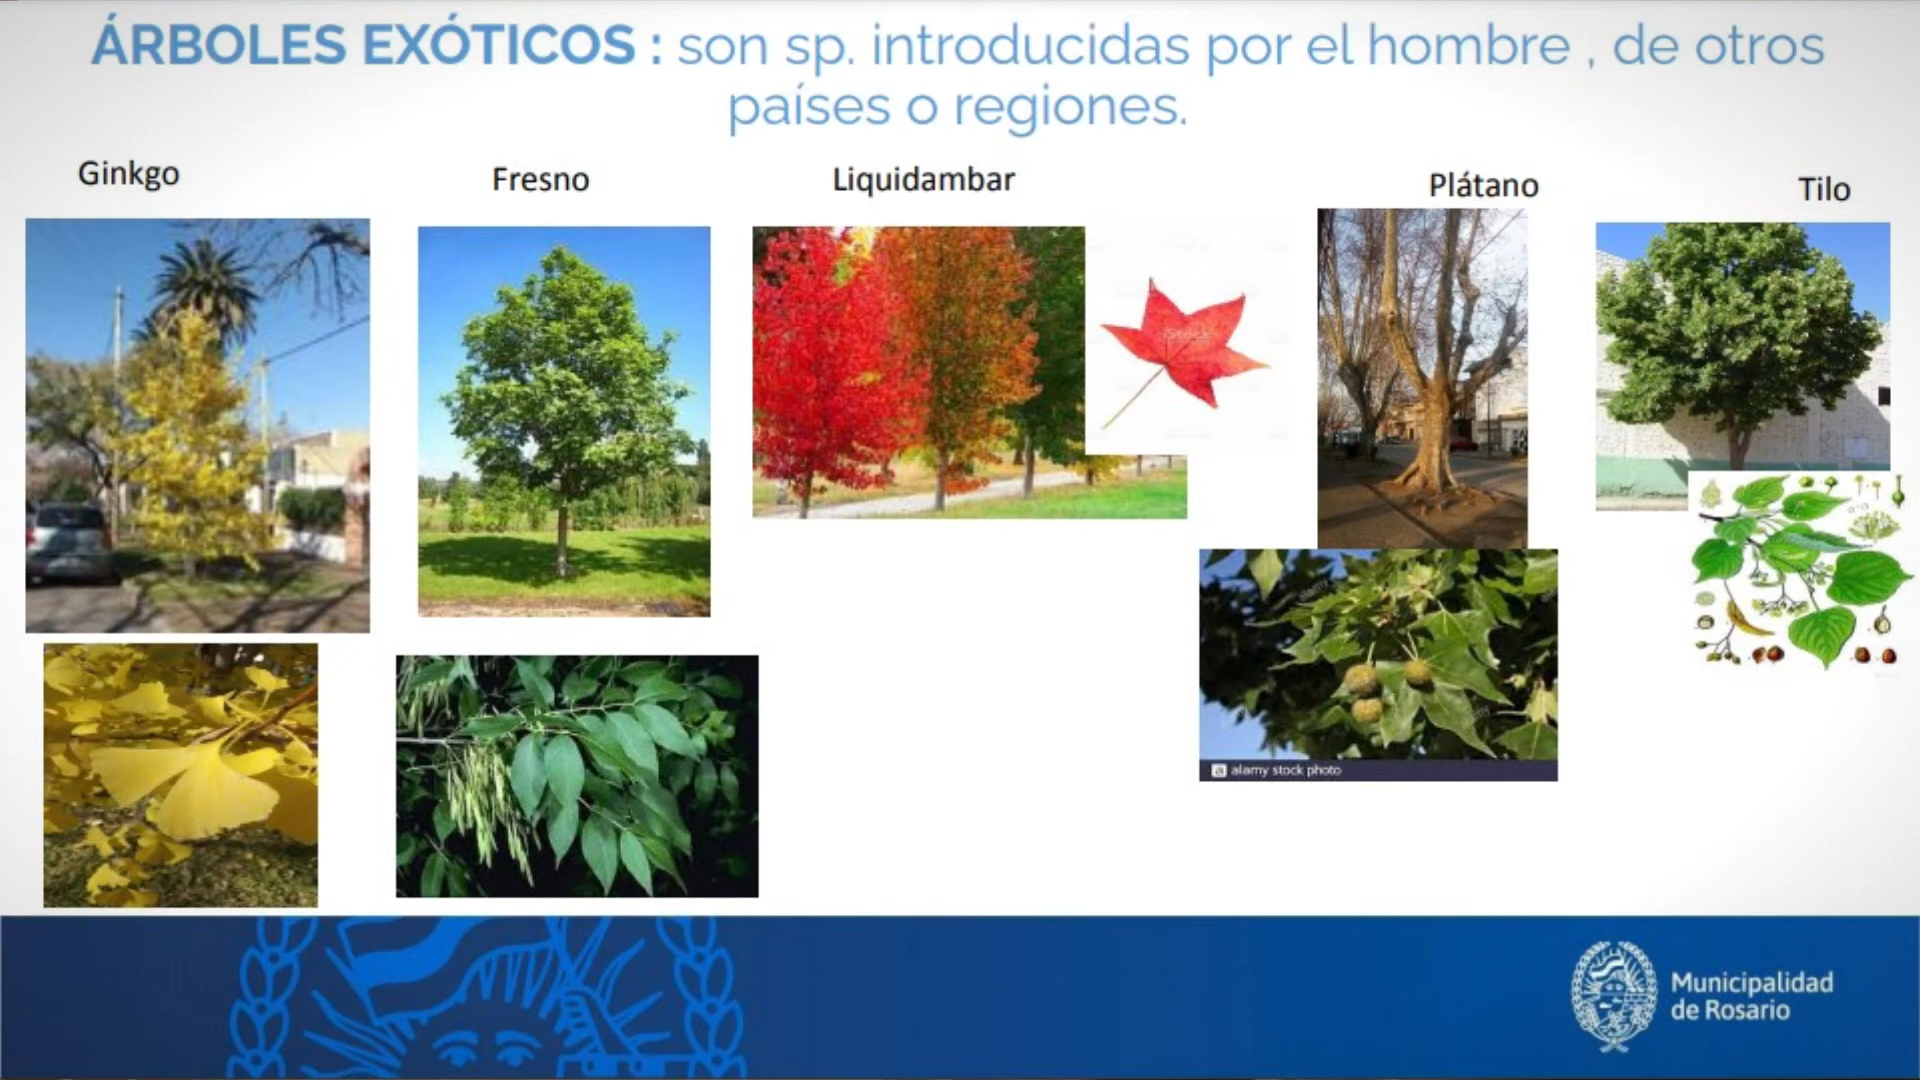 ÁRBOLES EXÓTICOS : son sp. introducidas por el hombre , de otros
países o regiones.
Ginkgo
Fresno
Liquidambar
Plátano
Tilo
iStock
alamy stock photo
Municipalidad
de Rosario